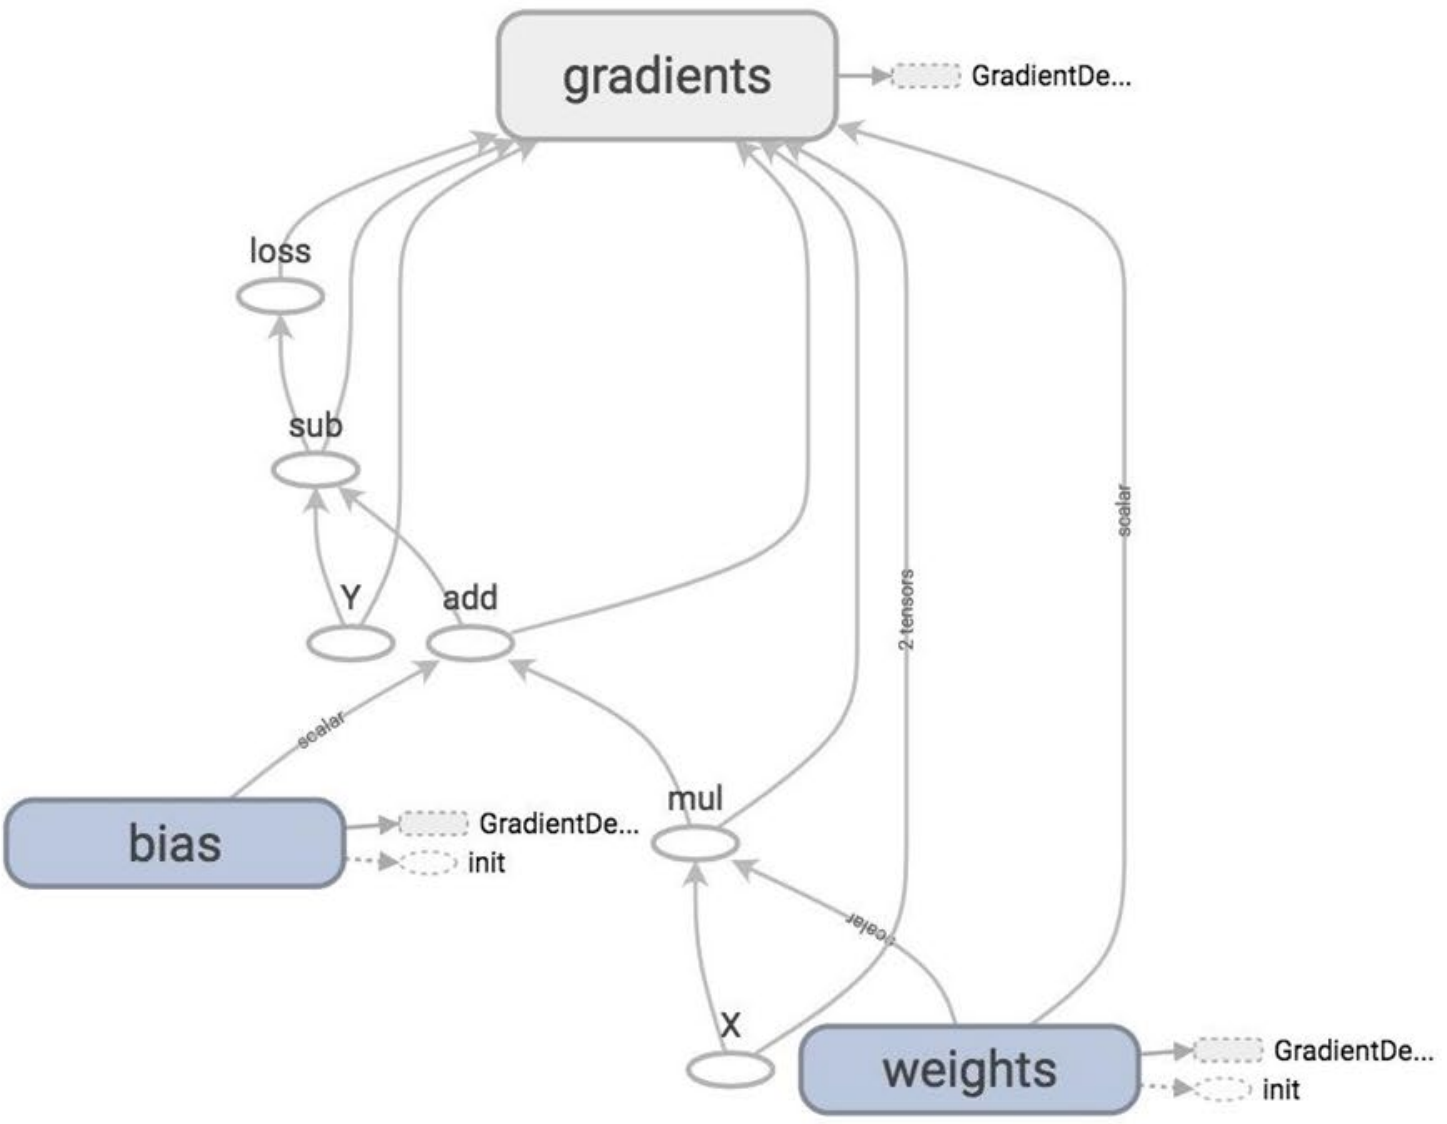 gradients
GradientDe...
loss
sub
scalar
Y
add
2 tensors
scalar
mul
bias
GradientDe...
init
scalar
X
weights
GradientDe...
init